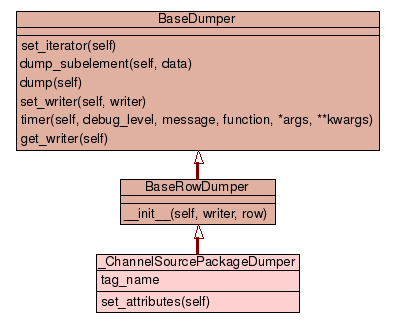 BaseDumper
set_iterator(self)
dump_subelement(self, data)
dump(self)
set_writer(self, writer)
timer(self, debug_level, message, function, *args, **kwargs)
get_writer(self)
BaseRowDumper
__init__(self, writer, row)
_ChannelSourcePackageDumper
tag_name
set_attributes(self)